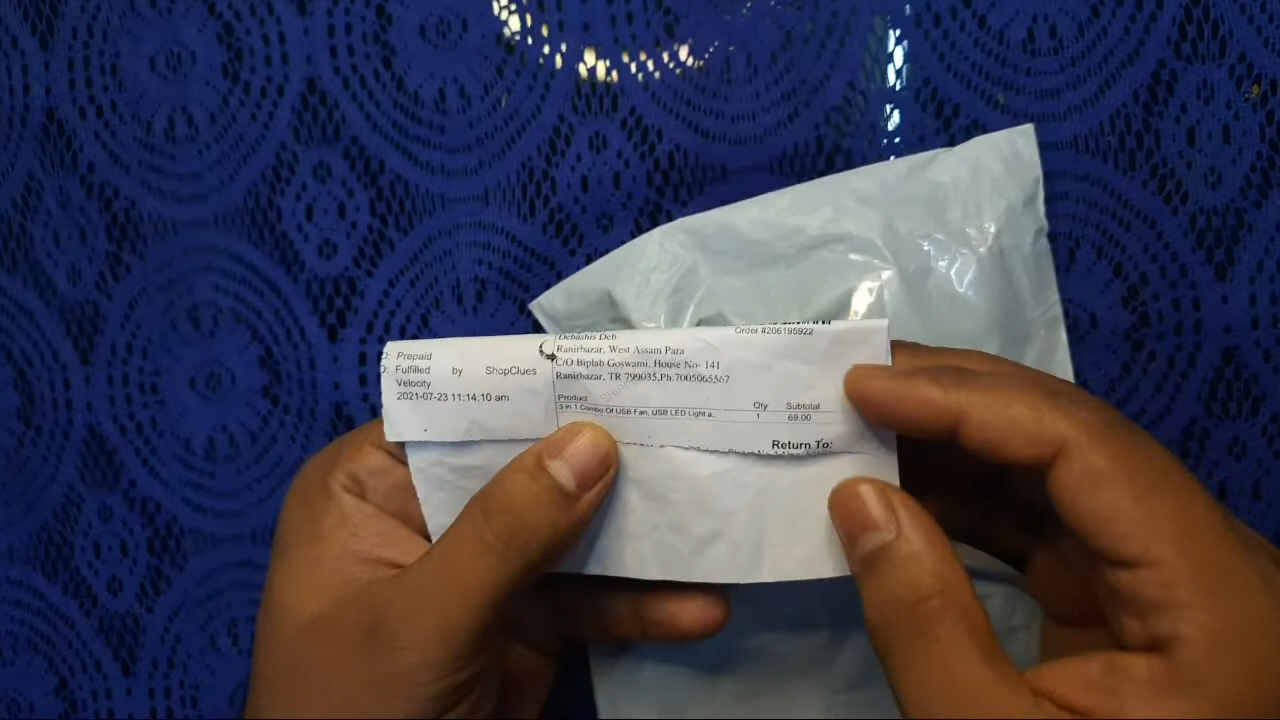 Order #206195922
Debashis Deb
Ranirbazar, West Assam Para
C/O Biplab Goswami, House No- 141
Ranirbazar, TR 799035,Ph:7005065567
Prepaid
Fulfilled by ShopClues
Velocity
2021-07-23 11:14:10 am
Product Qty Subtotal
3 in 1 Combo Of USB Fan, USB LED Light a.. 1 69.00
Return To: